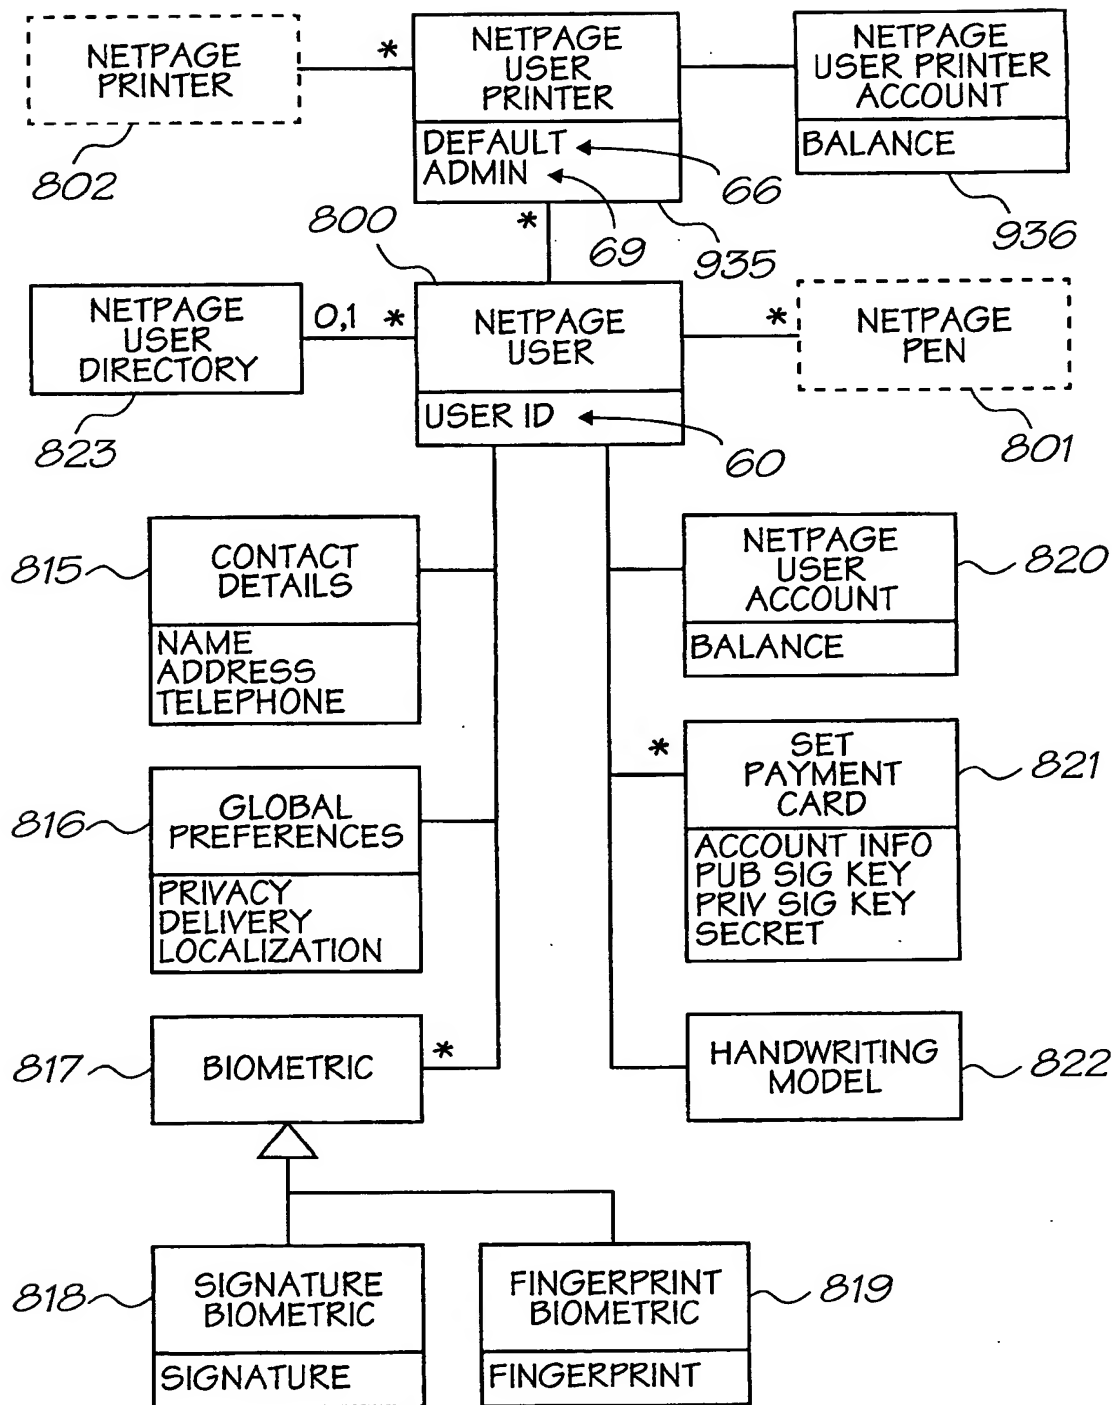 NETPAGE
PRINTER
802
*
NETPAGE
USER
PRINTER
DEFAULT
ADMIN
66
69
935
NETPAGE
USER PRINTER
ACCOUNT
BALANCE
936
*
800
NETPAGE
USER
DIRECTORY
823
0,1 *
NETPAGE
USER
USER ID
60
*
NETPAGE
PEN
801
815
CONTACT
DETAILS
NAME
ADDRESS
TELEPHONE
NETPAGE
USER
ACCOUNT
BALANCE
820
816
GLOBAL
PREFERENCES
PRIVACY
DELIVERY
LOCALIZATION
*
SET
PAYMENT
CARD
ACCOUNT INFO
PUB SIG KEY
PRIV SIG KEY
SECRET
821
817
BIOMETRIC
*
HANDWRITING
MODEL
822
818
SIGNATURE
BIOMETRIC
SIGNATURE
FINGERPRINT
BIOMETRIC
FINGERPRINT
819